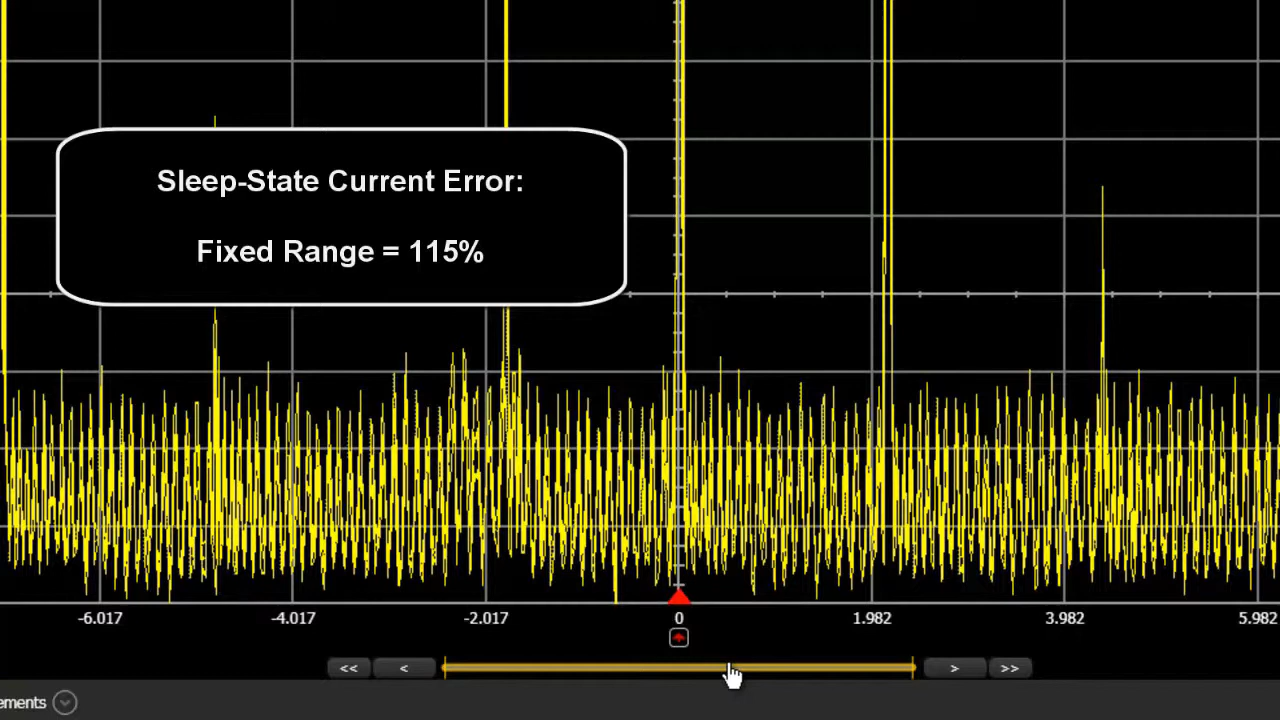 Sleep-State Current Error:
Fixed Range = 115%
-6.017 -4.017 -2.017 0 1.982 3.982 5.982
<< < > >>
ements